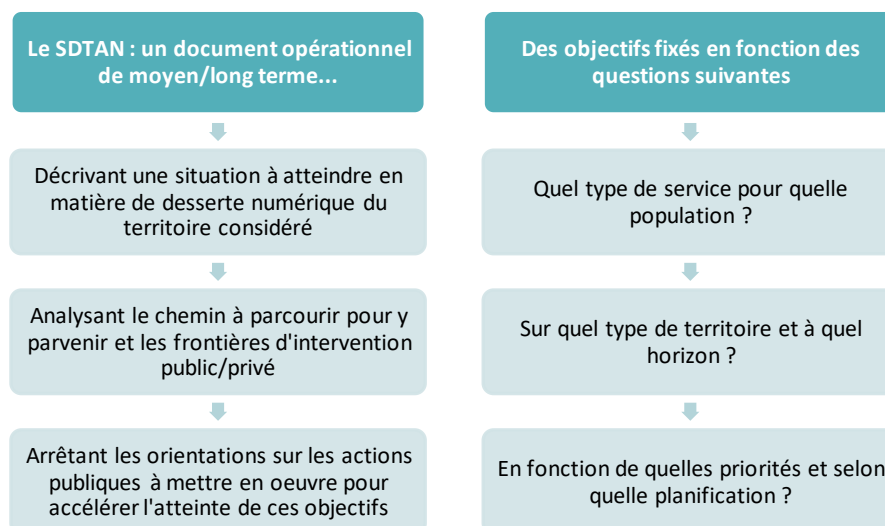 Le SDTAN : un document opérationnel
de moyen/long terme...
Décrivant une situation à atteindre en
matière de desserte numérique du
territoire considéré
Analysant le chemin à parcourir pour y
parvenir et les frontières d'intervention
public/privé
Arrêtant les orientations sur les actions
publiques à mettre en oeuvre pour
accélérer l'atteinte de ces objectifs
Des objectifs fixés en fonction des
questions suivantes
Quel type de service pour quelle
population ?
Sur quel type de territoire et à quel
horizon ?
En fonction de quelles priorités et selon
quelle planification ?